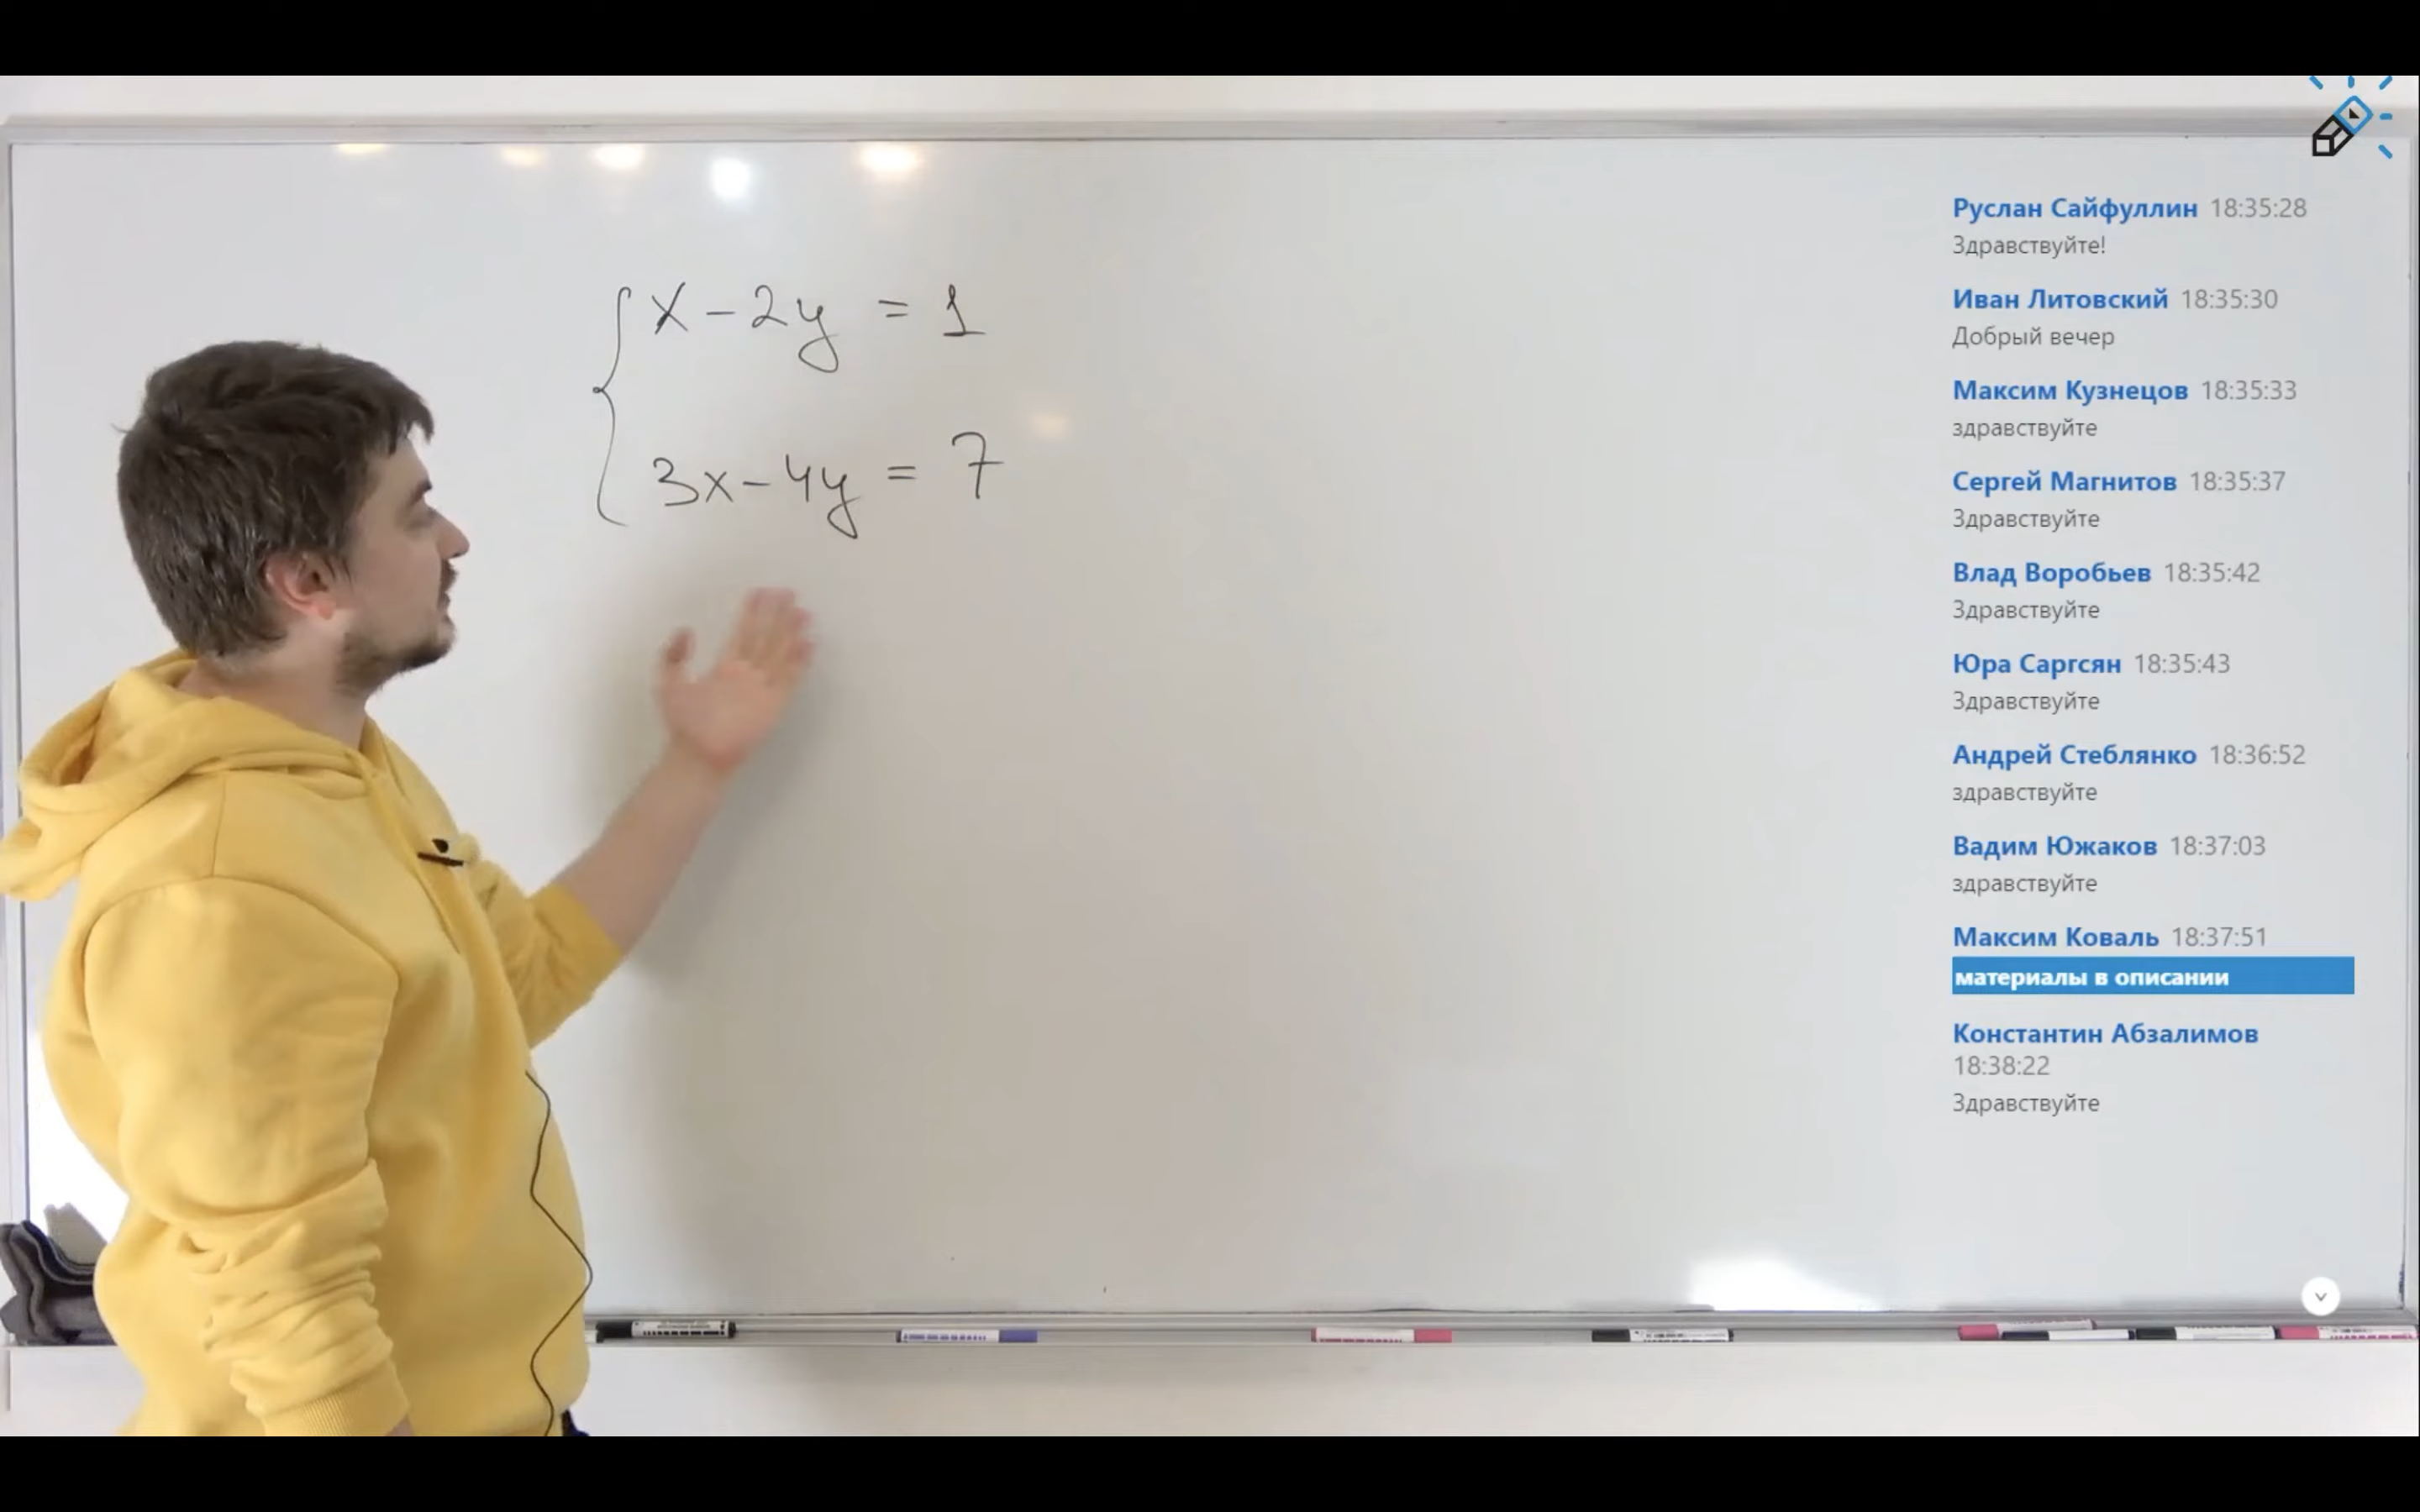 x - 2y = 1
3x - 4y = 7
Руслан Сайфуллин 18:35:28
Здравствуйте!
Иван Литовский 18:35:30
Добрый вечер
Максим Кузнецов 18:35:33
здравствуйте
Сергей Магнитов 18:35:37
Здравствуйте
Влад Воробьев 18:35:42
Здравствуйте
Юра Саргсян 18:35:43
Здравствуйте
Андрей Стеблянко 18:36:52
здравствуйте
Вадим Южаков 18:37:03
здравствуйте
Максим Коваль 18:37:51
материалы в описании
Константин Абзалимов
18:38:22
Здравствуйте